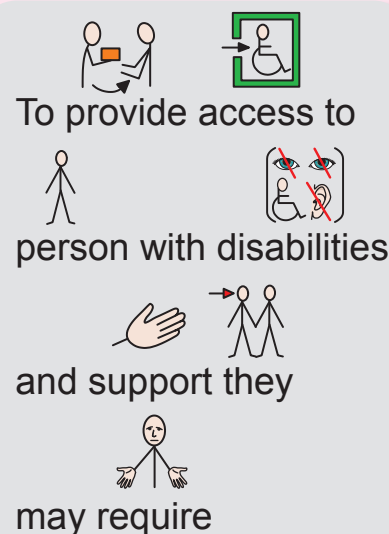 To provide access to
person with disabilities
and support they
may require